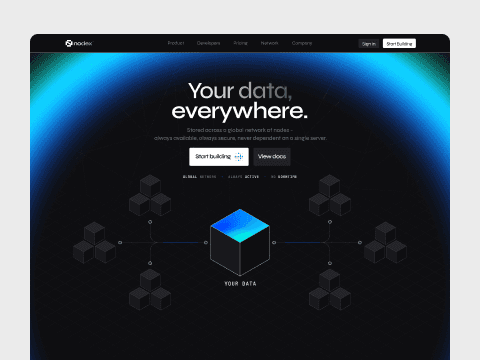 nodex
Product Developers Pricing Network Company
Sign in
Start Building
Your data,
everywhere.
Stored across a global network of nodes -
always available, always secure, never dependent on a single server.
Start building
View docs
GLOBAL NETWORK · ALWAYS ACTIVE · NO DOWNTIME
YOUR DATA